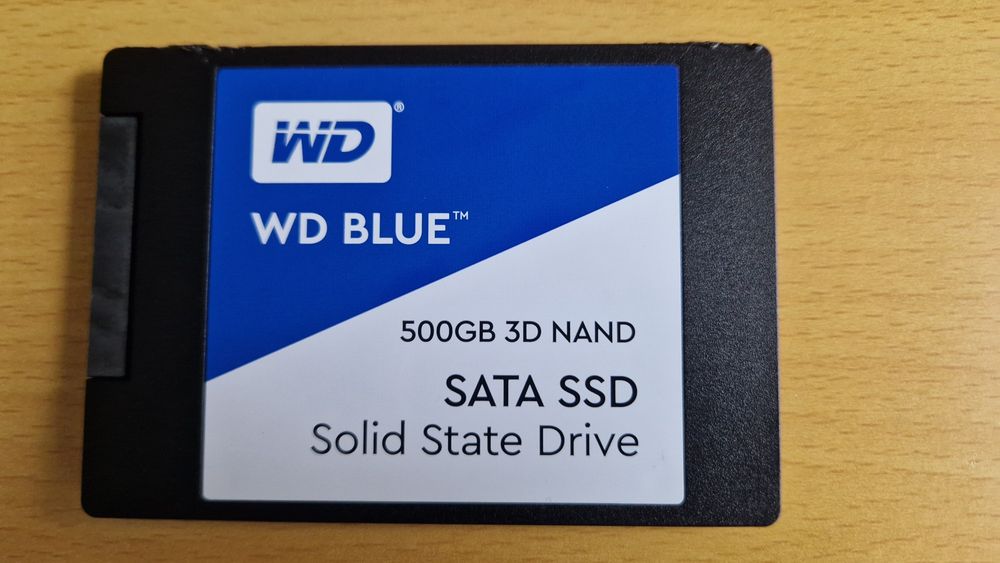 WD®
WD BLUE™
500GB 3D NAND
SATA SSD
Solid State Drive